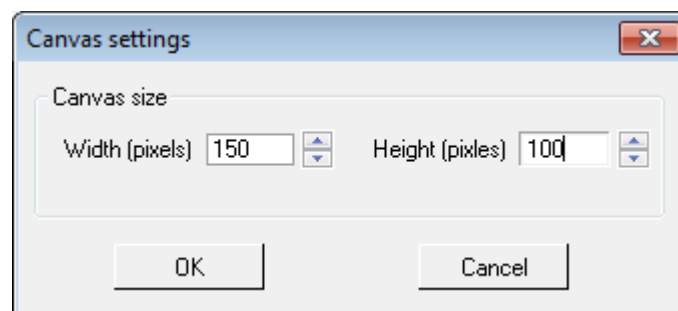 Canvas settings
Canvas size
Width (pixels) 150 Height (pixles) 100
OK Cancel